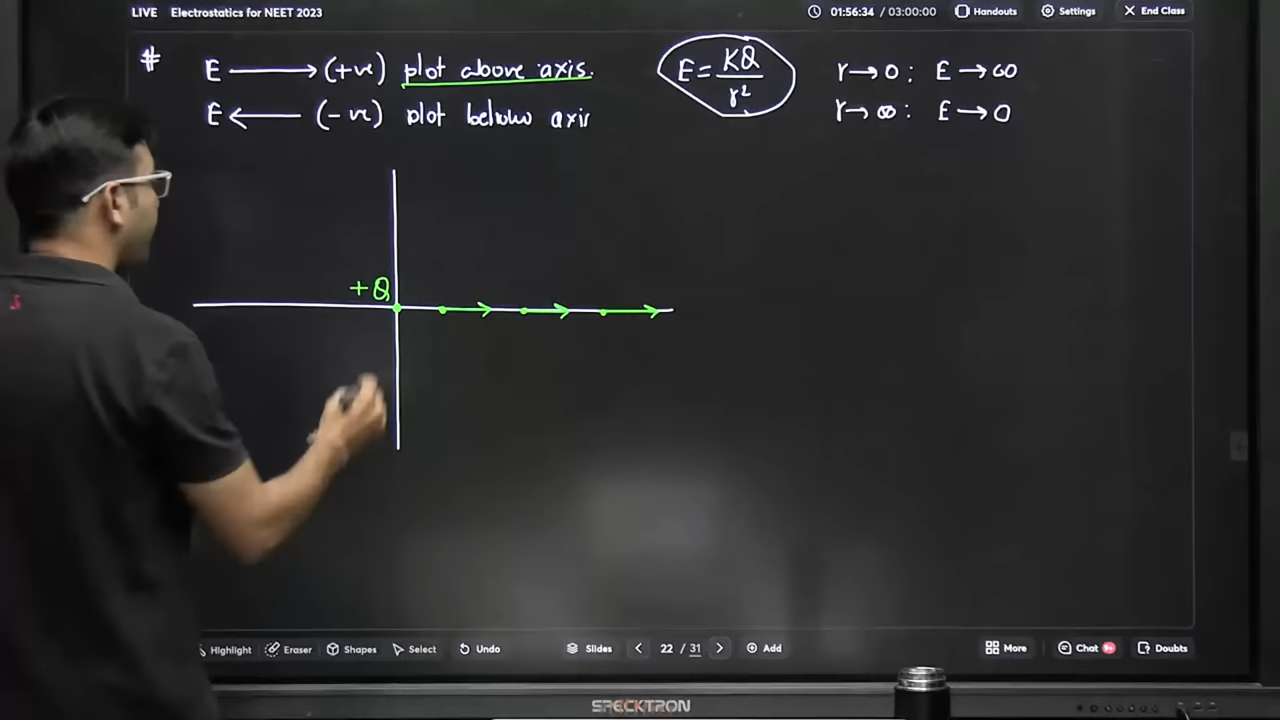 LIVE Electrostatics for NEET 2023 01:56:34 / 03:00:00 Handouts Settings End Class
# E ⟶ (+ve) plot above axis. E = KQ/r² r→0 : E→∞
E ⟵ (-ve) plot below axis r→∞ : E→0
+Q
Highlight Eraser Shapes Select Undo Slides 22 / 31 Add More Chat 9+ Doubts
SPECKTRON